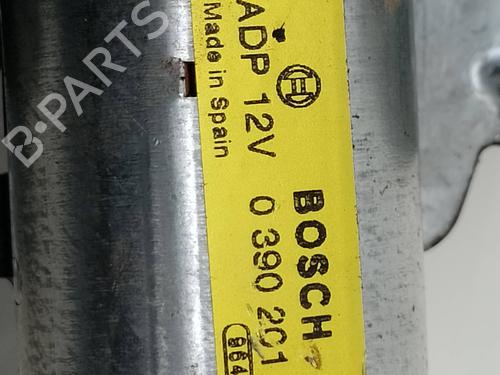 ADP 12V
Made in Spain
BOSCH
0 390 201
B-PARTS